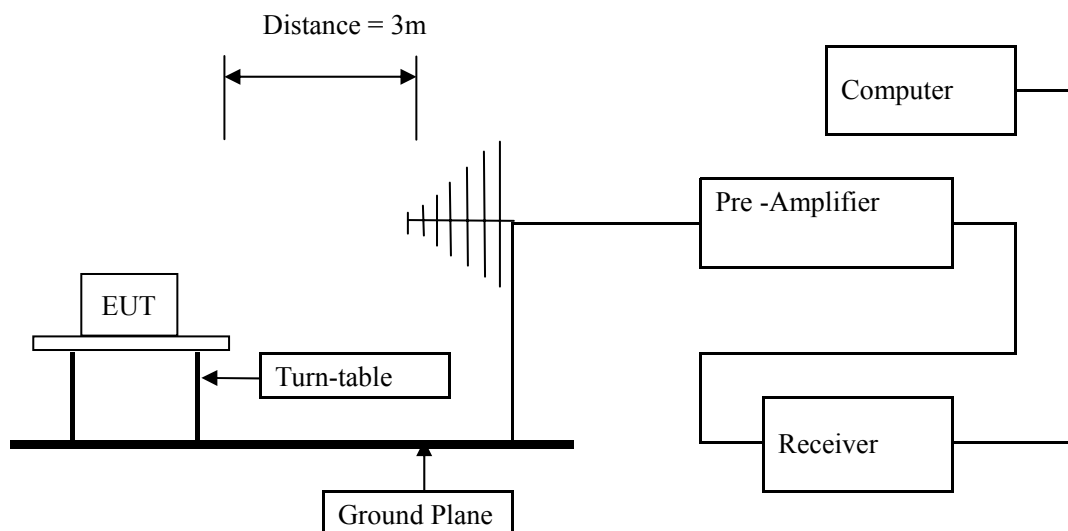 Distance = 3m
Computer
Pre -Amplifier
EUT
Turn-table
Receiver
Ground Plane